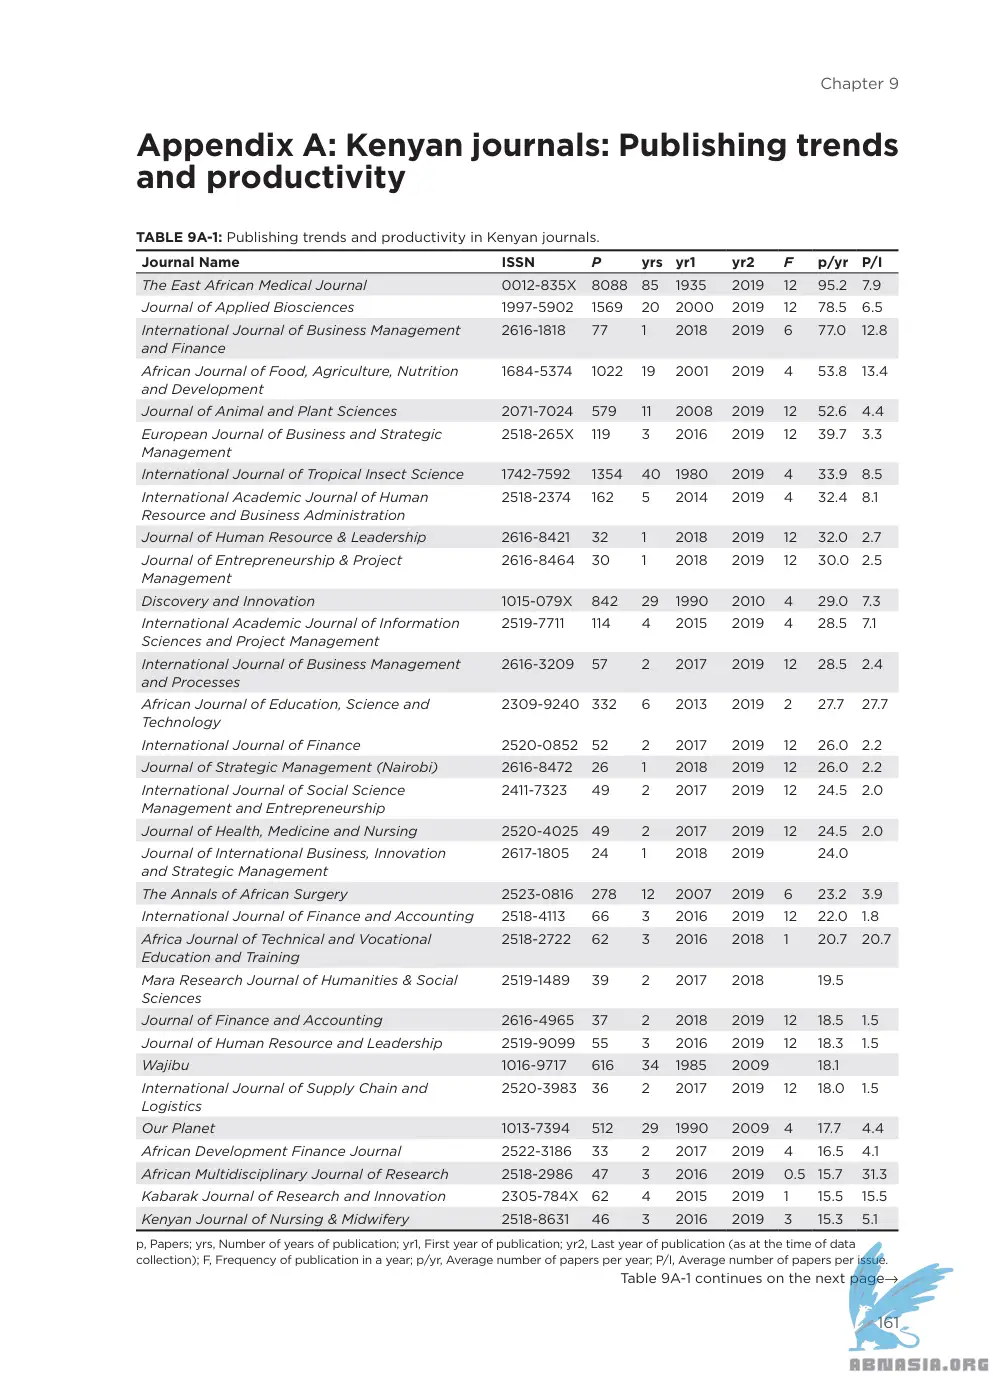 Chapter 9
Appendix A: Kenyan journals: Publishing trends
and productivity
TABLE 9A-1: Publishing trends and productivity in Kenyan journals.
Journal Name ISSN P yrs yr1 yr2 F p/yr P/I
The East African Medical Journal 0012-835X 8088 85 1935 2019 12 95.2 7.9
Journal of Applied Biosciences 1997-5902 1569 20 2000 2019 12 78.5 6.5
International Journal of Business Management 2616-1818 77 1 2018 2019 6 77.0 12.8
and Finance
African Journal of Food, Agriculture, Nutrition 1684-5374 1022 19 2001 2019 4 53.8 13.4
and Development
Journal of Animal and Plant Sciences 2071-7024 579 11 2008 2019 12 52.6 4.4
European Journal of Business and Strategic 2518-265X 119 3 2016 2019 12 39.7 3.3
Management
International Journal of Tropical Insect Science 1742-7592 1354 40 1980 2019 4 33.9 8.5
International Academic Journal of Human 2518-2374 162 5 2014 2019 4 32.4 8.1
Resource and Business Administration
Journal of Human Resource & Leadership 2616-8421 32 1 2018 2019 12 32.0 2.7
Journal of Entrepreneurship & Project 2616-8464 30 1 2018 2019 12 30.0 2.5
Management
Discovery and Innovation 1015-079X 842 29 1990 2010 4 29.0 7.3
International Academic Journal of Information 2519-7711 114 4 2015 2019 4 28.5 7.1
Sciences and Project Management
International Journal of Business Management 2616-3209 57 2 2017 2019 12 28.5 2.4
and Processes
African Journal of Education, Science and 2309-9240 332 6 2013 2019 2 27.7 27.7
Technology
International Journal of Finance 2520-0852 52 2 2017 2019 12 26.0 2.2
Journal of Strategic Management (Nairobi) 2616-8472 26 1 2018 2019 12 26.0 2.2
International Journal of Social Science 2411-7323 49 2 2017 2019 12 24.5 2.0
Management and Entrepreneurship
Journal of Health, Medicine and Nursing 2520-4025 49 2 2017 2019 12 24.5 2.0
Journal of International Business, Innovation 2617-1805 24 1 2018 2019 24.0
and Strategic Management
The Annals of African Surgery 2523-0816 278 12 2007 2019 6 23.2 3.9
International Journal of Finance and Accounting 2518-4113 66 3 2016 2019 12 22.0 1.8
Africa Journal of Technical and Vocational 2518-2722 62 3 2016 2018 1 20.7 20.7
Education and Training
Mara Research Journal of Humanities & Social 2519-1489 39 2 2017 2018 19.5
Sciences
Journal of Finance and Accounting 2616-4965 37 2 2018 2019 12 18.5 1.5
Journal of Human Resource and Leadership 2519-9099 55 3 2016 2019 12 18.3 1.5
Wajibu 1016-9717 616 34 1985 2009 18.1
International Journal of Supply Chain and 2520-3983 36 2 2017 2019 12 18.0 1.5
Logistics
Our Planet 1013-7394 512 29 1990 2009 4 17.7 4.4
African Development Finance Journal 2522-3186 33 2 2017 2019 4 16.5 4.1
African Multidisciplinary Journal of Research 2518-2986 47 3 2016 2019 0.5 15.7 31.3
Kabarak Journal of Research and Innovation 2305-784X 62 4 2015 2019 1 15.5 15.5
Kenyan Journal of Nursing & Midwifery 2518-8631 46 3 2016 2019 3 15.3 5.1
p, Papers; yrs, Number of years of publication; yr1, First year of publication; yr2, Last year of publication (as at the time of data
collection); F, Frequency of publication in a year; p/yr, Average number of papers per year; P/I, Average number of papers per issue.
Table 9A-1 continues on the next page→
161
ABNASIA.ORG